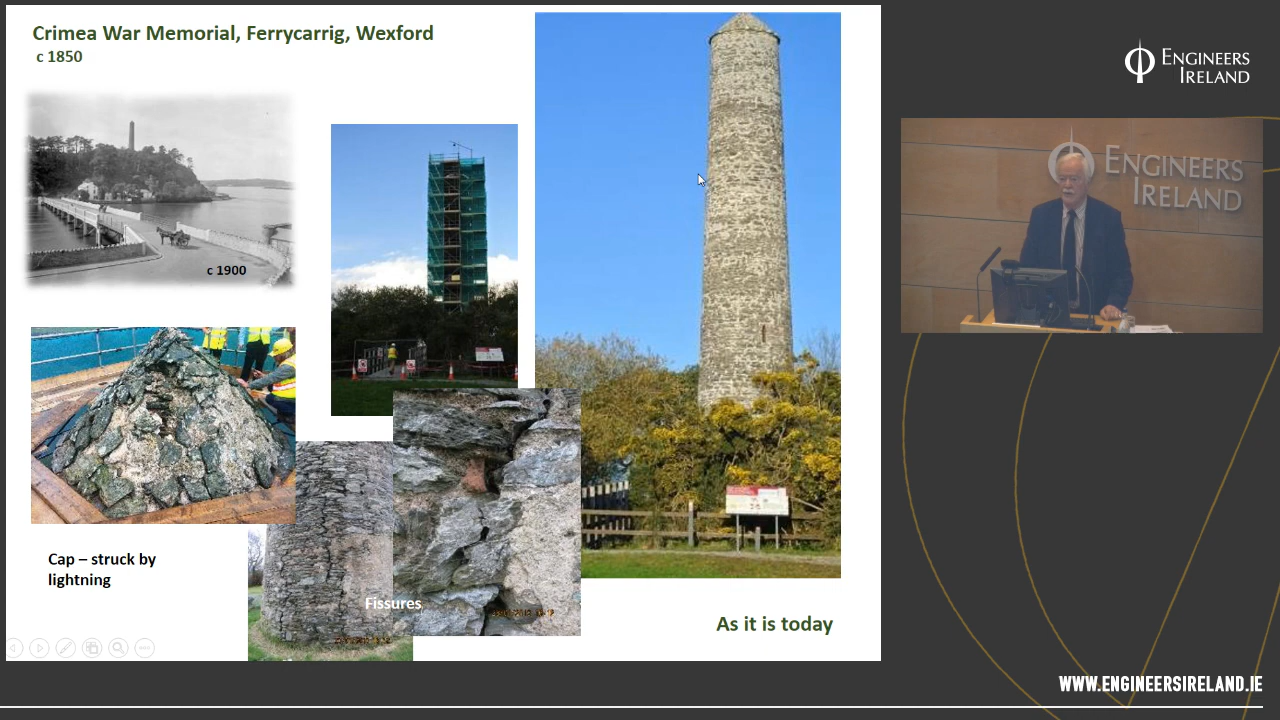 Crimea War Memorial, Ferrycarrig, Wexford
c 1850
c 1900
Cap – struck by
lightning
Fissures
As it is today
ENGINEERS
IRELAND
ENGINEERS
IRELAND
WWW.ENGINEERSIRELAND.IE